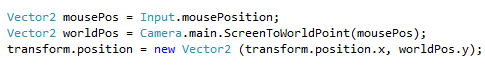 Vector2 mousePos = Input.mousePosition;
Vector2 worldPos = Camera.main.ScreenToWorldPoint(mousePos);
transform.position = new Vector2 (transform.position.x, worldPos.y);